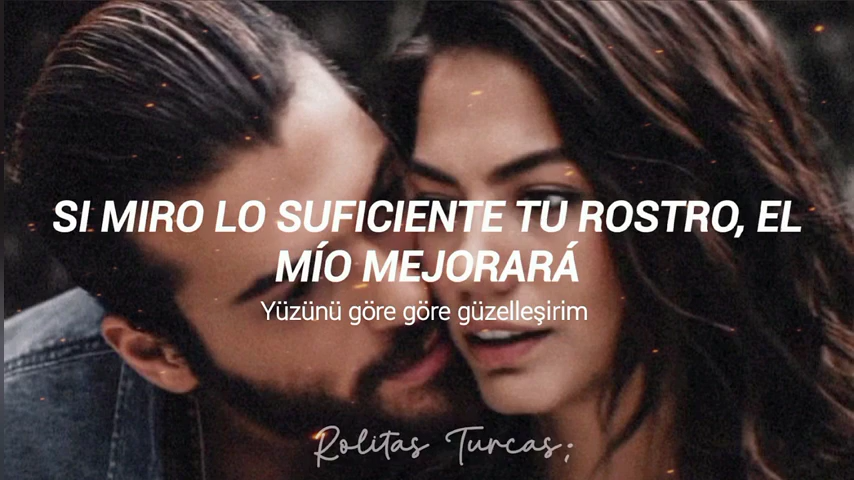 SI MIRO LO SUFICIENTE TU ROSTRO, EL
MÍO MEJORARÁ
Yüzünü göre göre güzelleşirim
Rolitas Turcas;